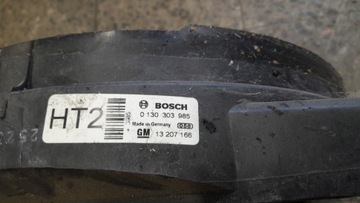 HT2
BOSCH
0 130 303 985
Made in Germany
GM 13 207 166